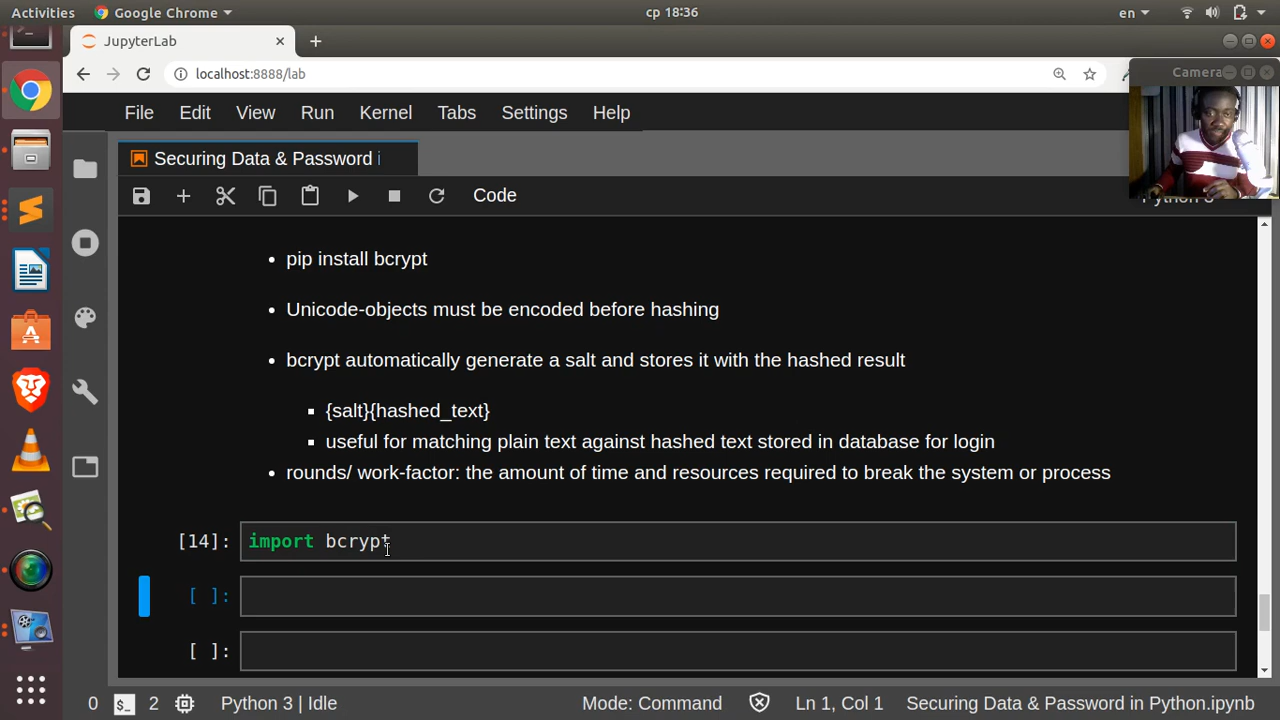 Activities Google Chrome ср 18:36 en
JupyterLab
localhost:8888/lab
Camera
File Edit View Run Kernel Tabs Settings Help
Securing Data & Password i
Code
pip install bcrypt
Unicode-objects must be encoded before hashing
bcrypt automatically generate a salt and stores it with the hashed result
{salt}{hashed_text}
useful for matching plain text against hashed text stored in database for login
rounds/ work-factor: the amount of time and resources required to break the system or process
[14]: import bcrypt
[ ]:
[ ]:
0 $_ 2 Python 3 | Idle Mode: Command Ln 1, Col 1 Securing Data & Password in Python.ipynb